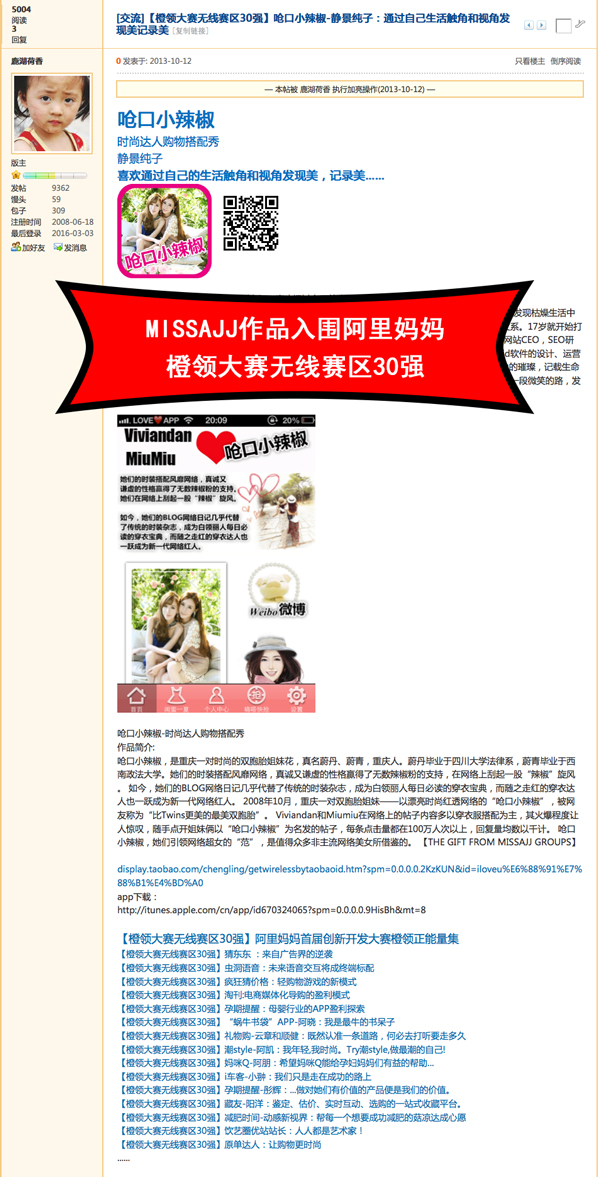 5004
阅读
3
回复
[交流]【橙领大赛无线赛区30强】呛口小辣椒-静景纯子：通过自己生活触角和视角发
现美记录美 [复制链接]
鹿湖荷香
版主
发帖 9362
馒头 59
包子 309
注册时间 2008-06-18
最后登录 2016-03-03
加好友 发消息
0 发表于: 2013-10-12
只看楼主 倒序阅读
— 本帖被 鹿湖荷香 执行加亮操作(2013-10-12) —
呛口小辣椒
时尚达人购物搭配秀
静景纯子
喜欢通过自己的生活触角和视角发现美，记录美……
呛口小辣椒
发现枯燥生活中
系。17岁就开始打
网站CEO，SEO研
d软件的设计、运营
的璀璨，记载生命
一段微笑的路，发
MISSAJJ作品入围阿里妈妈
橙领大赛无线赛区30强
LOVE❤APP 20:09 20%
Viviandan
MiuMiu
呛口小辣椒
她们的时装搭配风靡网络，真诚又
谦虚的性格赢得了无数辣椒粉的支持，
她们在网络上刮起一股“辣椒”旋风。
如今，她们的BLOG网络日记几乎代替
了传统的时装杂志，成为白领丽人每日必
读的穿衣宝典，而随之走红的穿衣达人
也一跃成为新一代网络红人。
Weibo微博
首页 个人中心 设置
呛口小辣椒-时尚达人购物搭配秀
作品简介:
呛口小辣椒，是重庆一对时尚的双胞胎姐妹花，真名蔚丹、蔚青，重庆人。蔚丹毕业于四川大学法律系，蔚青毕业于西
南政法大学。她们的时装搭配风靡网络，真诚又谦虚的性格赢得了无数辣椒粉的支持，在网络上刮起一股“辣椒”旋风
。 如今，她们的BLOG网络日记几乎代替了传统的时装杂志，成为白领丽人每日必读的穿衣宝典，而随之走红的穿衣达
人也一跃成为新一代网络红人。 2008年10月，重庆一对双胞胎姐妹——以漂亮时尚红透网络的“呛口小辣椒”，被网
友称为“比Twins更美的最美双胞胎”。 Viviandan和Miumiu在网络上的帖子内容多以穿衣服搭配为主，其火爆程度让
人惊叹，随手点开姐妹俩以“呛口小辣椒”为名发的帖子，每条点击量都在100万人次以上，回复量均数以千计。 呛口
小辣椒，她们引领网络超女的“范”，是值得众多非主流网络美女所借鉴的。 【THE GIFT FROM MISSAJJ GROUPS】
display.taobao.com/chengling/getwirelessbytaobaoid.htm?spm=0.0.0.0.2KzKUN&id=iloveu%E6%88%91%E7%
88%B1%E4%BD%A0
app下载：
http://itunes.apple.com/cn/app/id670324065?spm=0.0.0.0.9HisBh&mt=8
【橙领大赛无线赛区30强】阿里妈妈首届创新开发大赛橙领正能量集
【橙领大赛无线赛区30强】猜东东 ：来自广告界的逆袭
【橙领大赛无线赛区30强】虫洞语音：未来语音交互将成终端标配
【橙领大赛无线赛区30强】疯狂猜价格：轻购物游戏的新模式
【橙领大赛无线赛区30强】淘刊:电商媒体化导购的盈利模式
【橙领大赛无线赛区30强】孕期提醒：母婴行业的APP盈利探索
【橙领大赛无线赛区30强】“蜗牛书袋”APP-阿晓：我是最牛的书呆子
【橙领大赛无线赛区30强】礼物购-云章和顺健：既然认准一条道路，何必去打听要走多久
【橙领大赛无线赛区30强】潮style-阿凯：我年轻,我时尚。Try潮style,做最潮的自己!
【橙领大赛无线赛区30强】妈咪Q-阿朋：希望妈咪Q能给孕妇妈妈们有益的帮助...
【橙领大赛无线赛区30强】i车客-小翀：我们只是走在成功的路上
【橙领大赛无线赛区30强】孕期提醒-彤辉：...做对她们有价值的产品便是我们的价值。
【橙领大赛无线赛区30强】藏友-阳洋：鉴定、估价、实时互动、选购的一站式收藏平台。
【橙领大赛无线赛区30强】减肥时间-动感新视界：帮每一个想要成功减肥的菇凉达成心愿
【橙领大赛无线赛区30强】饮艺圈优站站长：人人都是艺术家！
【橙领大赛无线赛区30强】原单达人：让购物更时尚
......